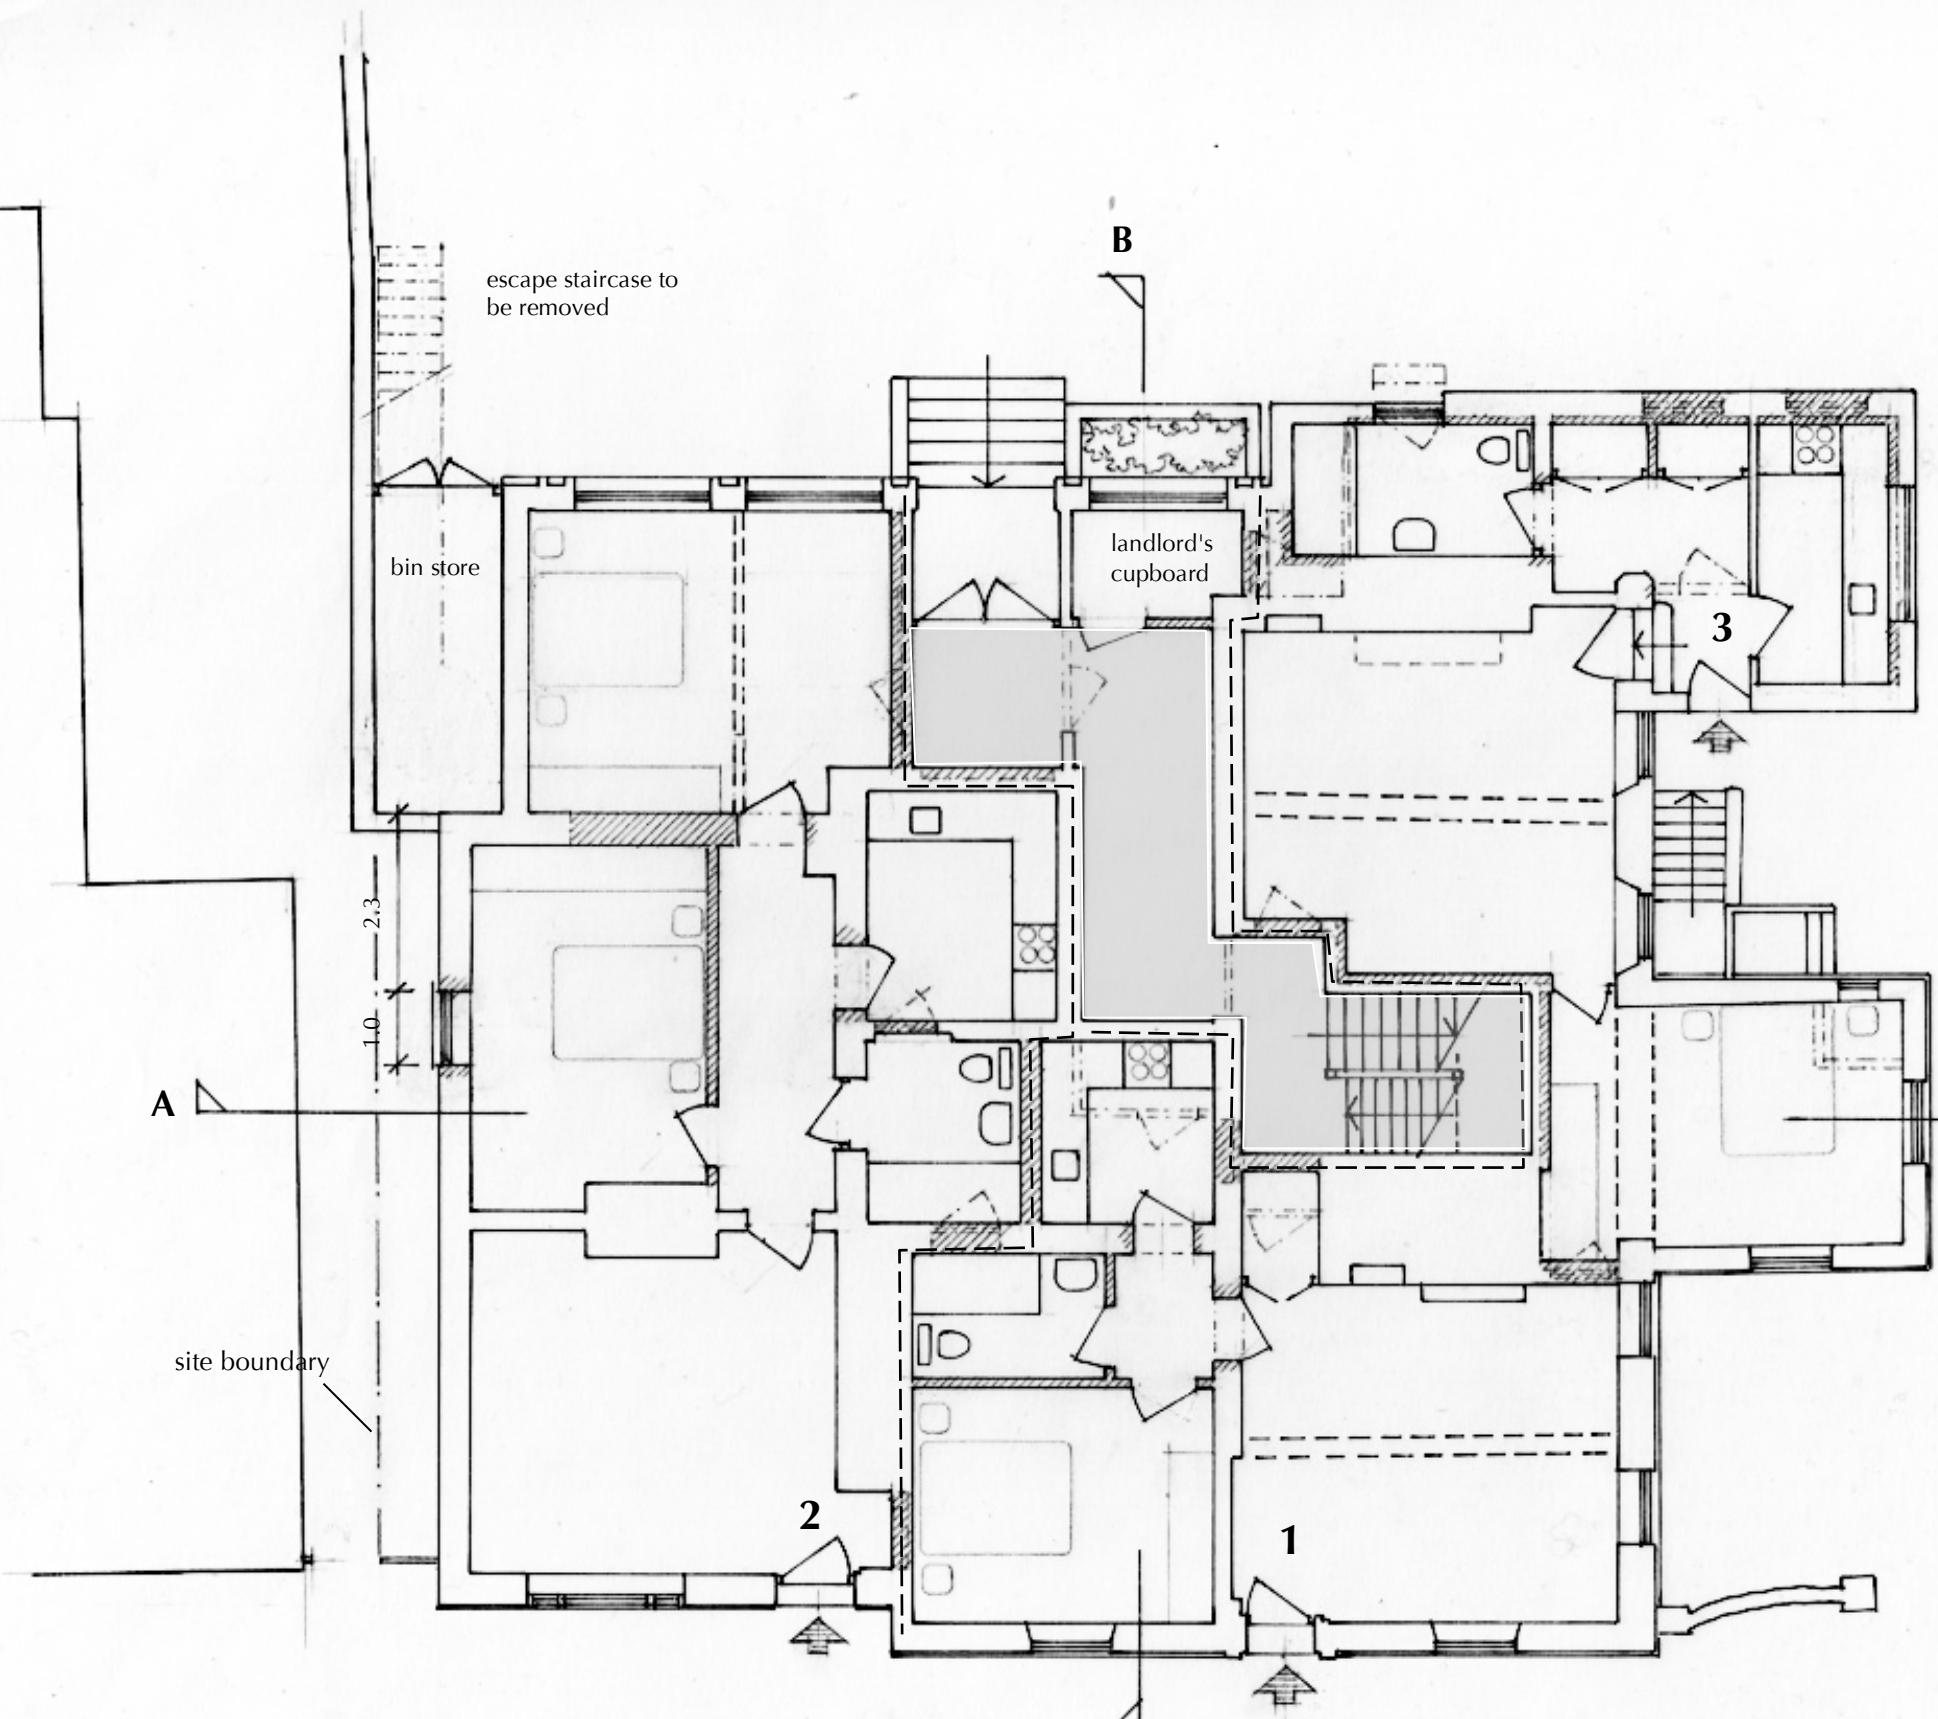 B
escape staircase to
be removed
bin store
landlord's
cupboard
3
2.3
1.0
A
site boundary
2
1